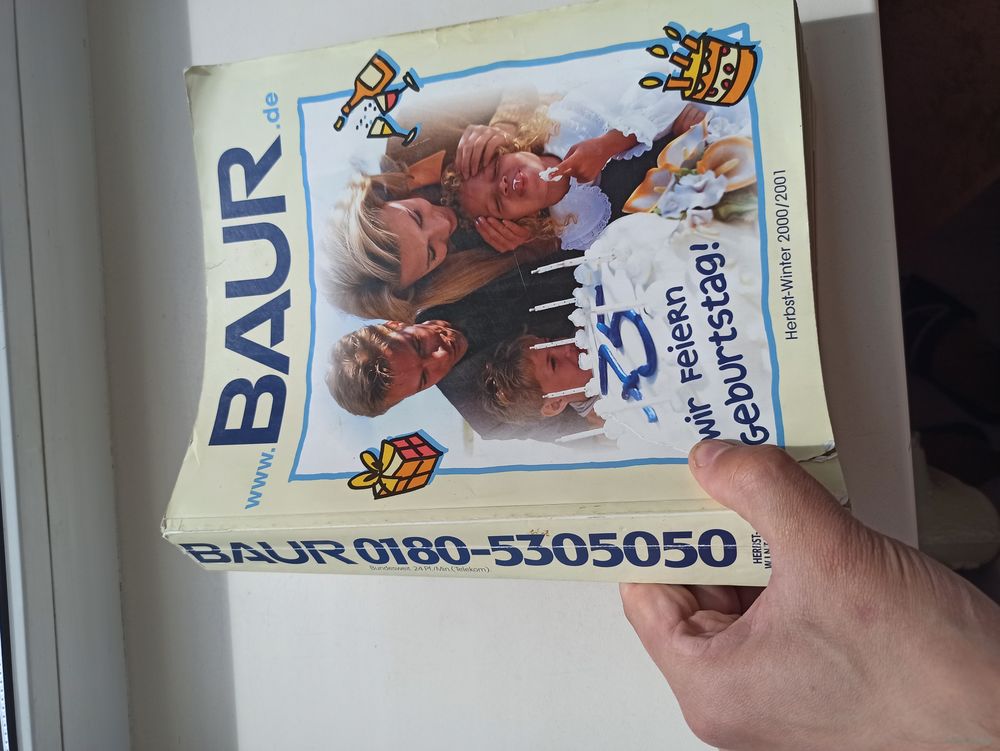 www.BAUR.de
75
wir feiern
Geburtstag!
Herbst-Winter 2000/2001
BAUR 0180-5305050
Bundesweit 24 Pf./Min. (Telekom)
HERBST-